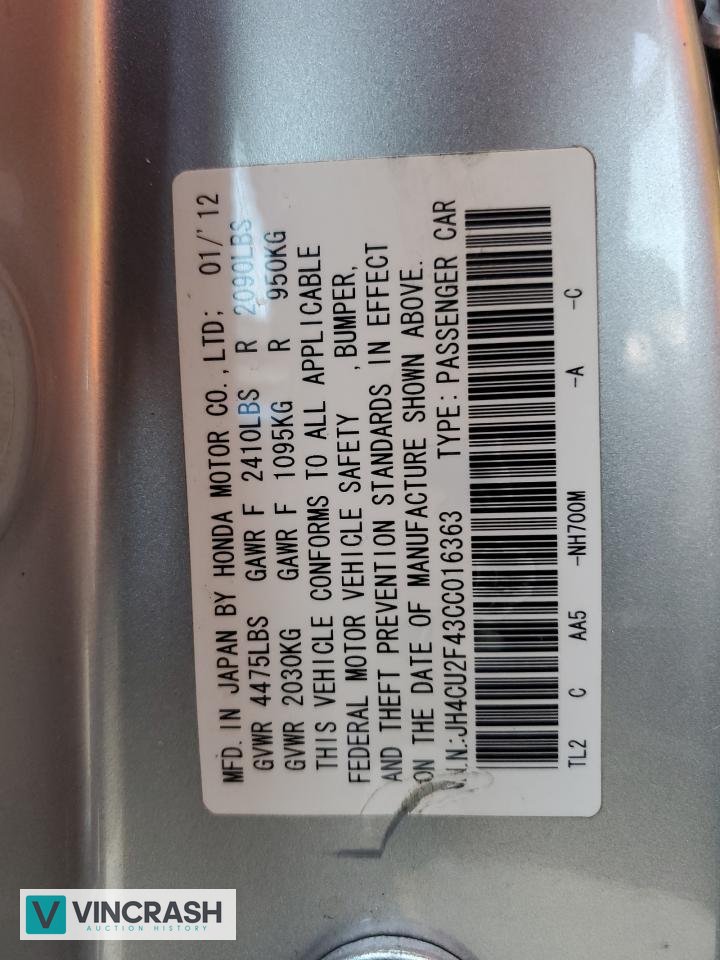 MFD. IN JAPAN BY HONDA MOTOR CO., LTD; 01/'12
GVWR 4475LBS GAWR F 2410LBS R 2090LBS
GVWR 2030KG GAWR F 1095KG R 950KG
THIS VEHICLE CONFORMS TO ALL APPLICABLE
FEDERAL MOTOR VEHICLE SAFETY , BUMPER,
AND THEFT PREVENTION STANDARDS IN EFFECT
ON THE DATE OF MANUFACTURE SHOWN ABOVE.
V.I.N.:JH4CU2F43CC016363 TYPE: PASSENGER CAR
TL2 C AA5 -NH700M -A -C
V VINCRASH
AUCTION HISTORY